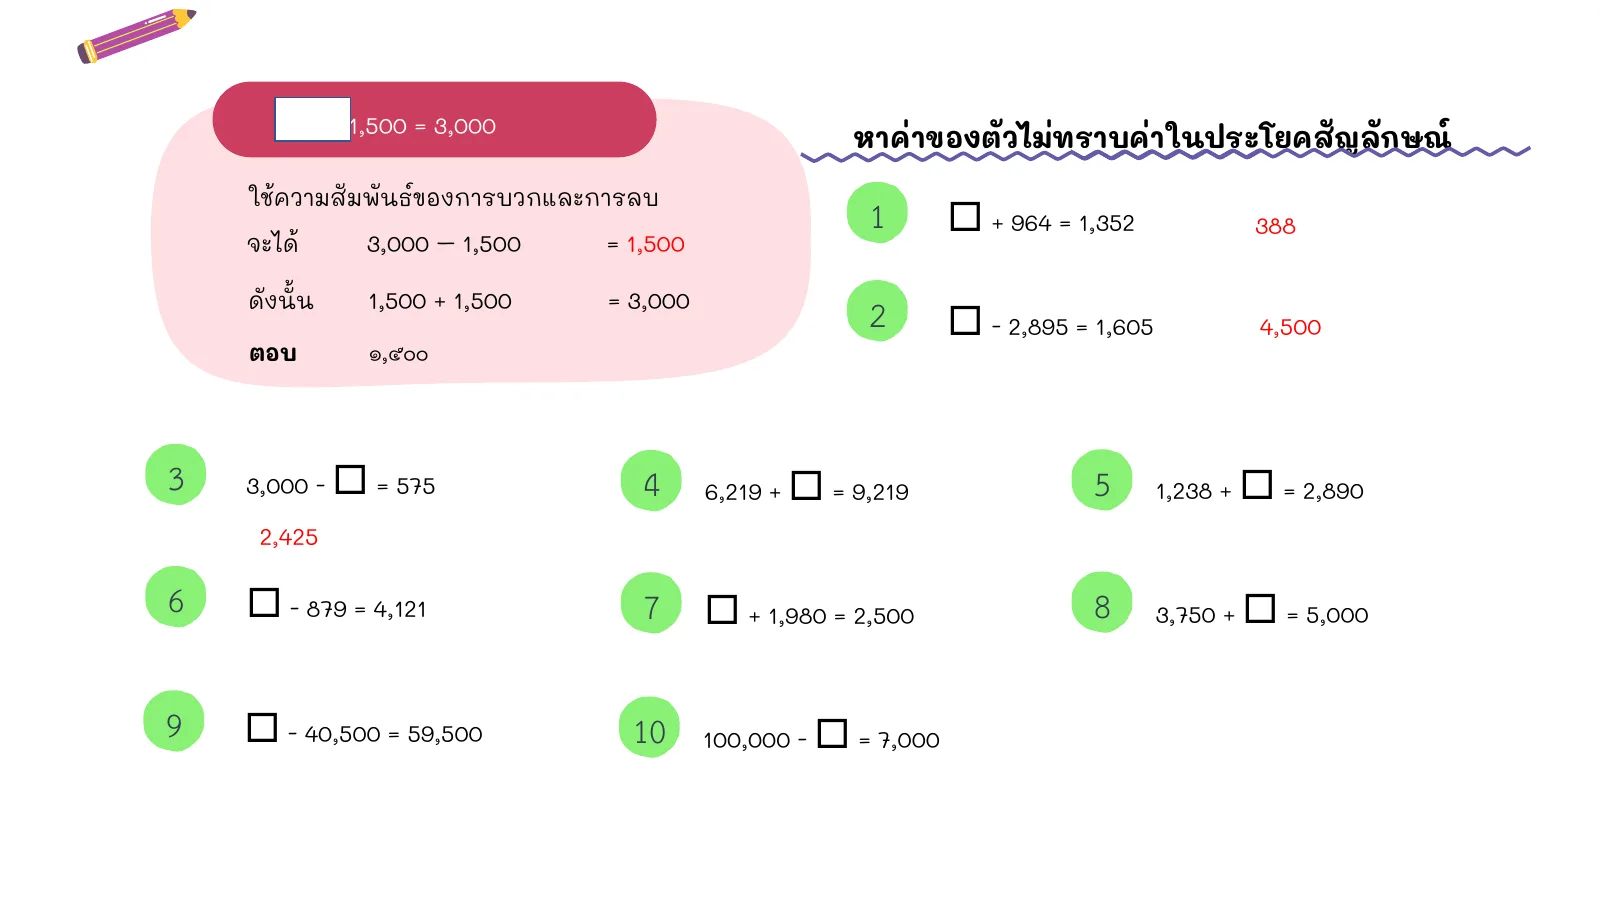 1,500 = 3,000
ใช้ความสัมพันธ์ของการบวกและการลบ
จะได้ 3,000 – 1,500 = 1,500
ดังนั้น 1,500 + 1,500 = 3,000
ตอบ ๑,๕๐๐
หาค่าของตัวไม่ทราบค่าในประโยคสัญลักษณ์
1 □ + 964 = 1,352 388
2 □ - 2,895 = 1,605 4,500
3 3,000 - □ = 575
2,425
4 6,219 + □ = 9,219
5 1,238 + □ = 2,890
6 □ - 879 = 4,121
7 □ + 1,980 = 2,500
8 3,750 + □ = 5,000
9 □ - 40,500 = 59,500
10 100,000 - □ = 7,000